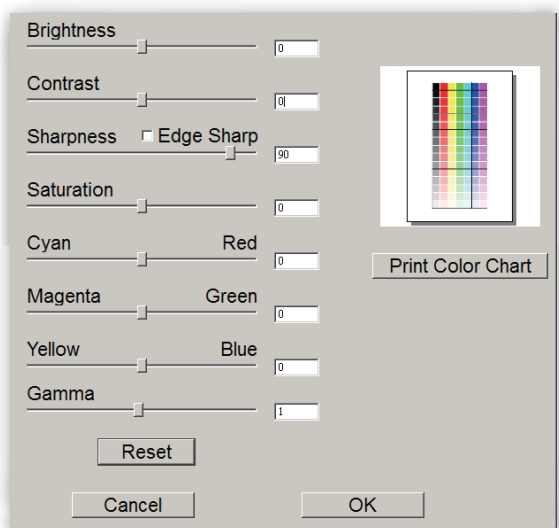 Brightness
0
Contrast
0
Sharpness Edge Sharp
90
Saturation
0
Cyan Red
0
Print Color Chart
Magenta Green
0
Yellow Blue
0
Gamma
1
Reset
Cancel OK